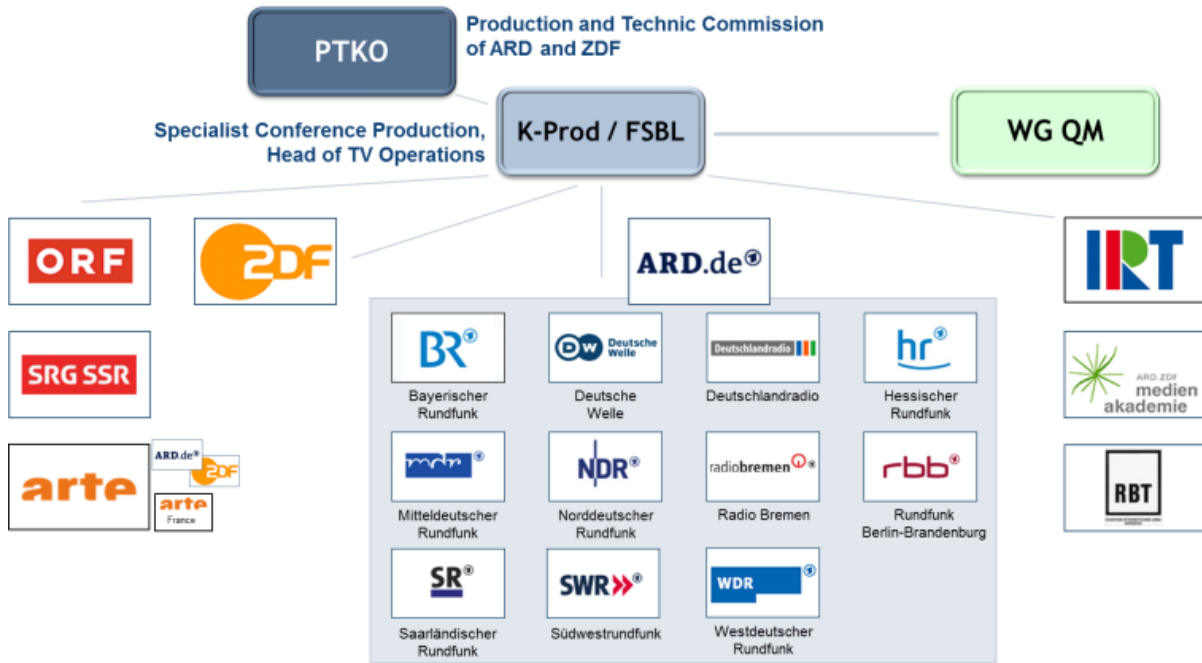 PTKO
Production and Technic Commission
of ARD and ZDF
Specialist Conference Production,
Head of TV Operations
K-Prod / FSBL
WG QM
ORF
ZDF
ARD.de
IRT
SRG SSR
arte
ARD.de
ZDF
arte
France
BR
DW Deutsche
Welle
Deutschlandradio
hr
Bayerischer
Rundfunk
Deutsche
Welle
Deutschlandradio
Hessischer
Rundfunk
ARD.ZDF
medien
akademie
mdr
NDR
radiobremen
rbb
Mitteldeutscher
Rundfunk
Norddeutscher
Rundfunk
Radio Bremen
Rundfunk
Berlin-Brandenburg
RBT
SR
SWR
WDR
Saarländischer
Rundfunk
Südwestrundfunk
Westdeutscher
Rundfunk